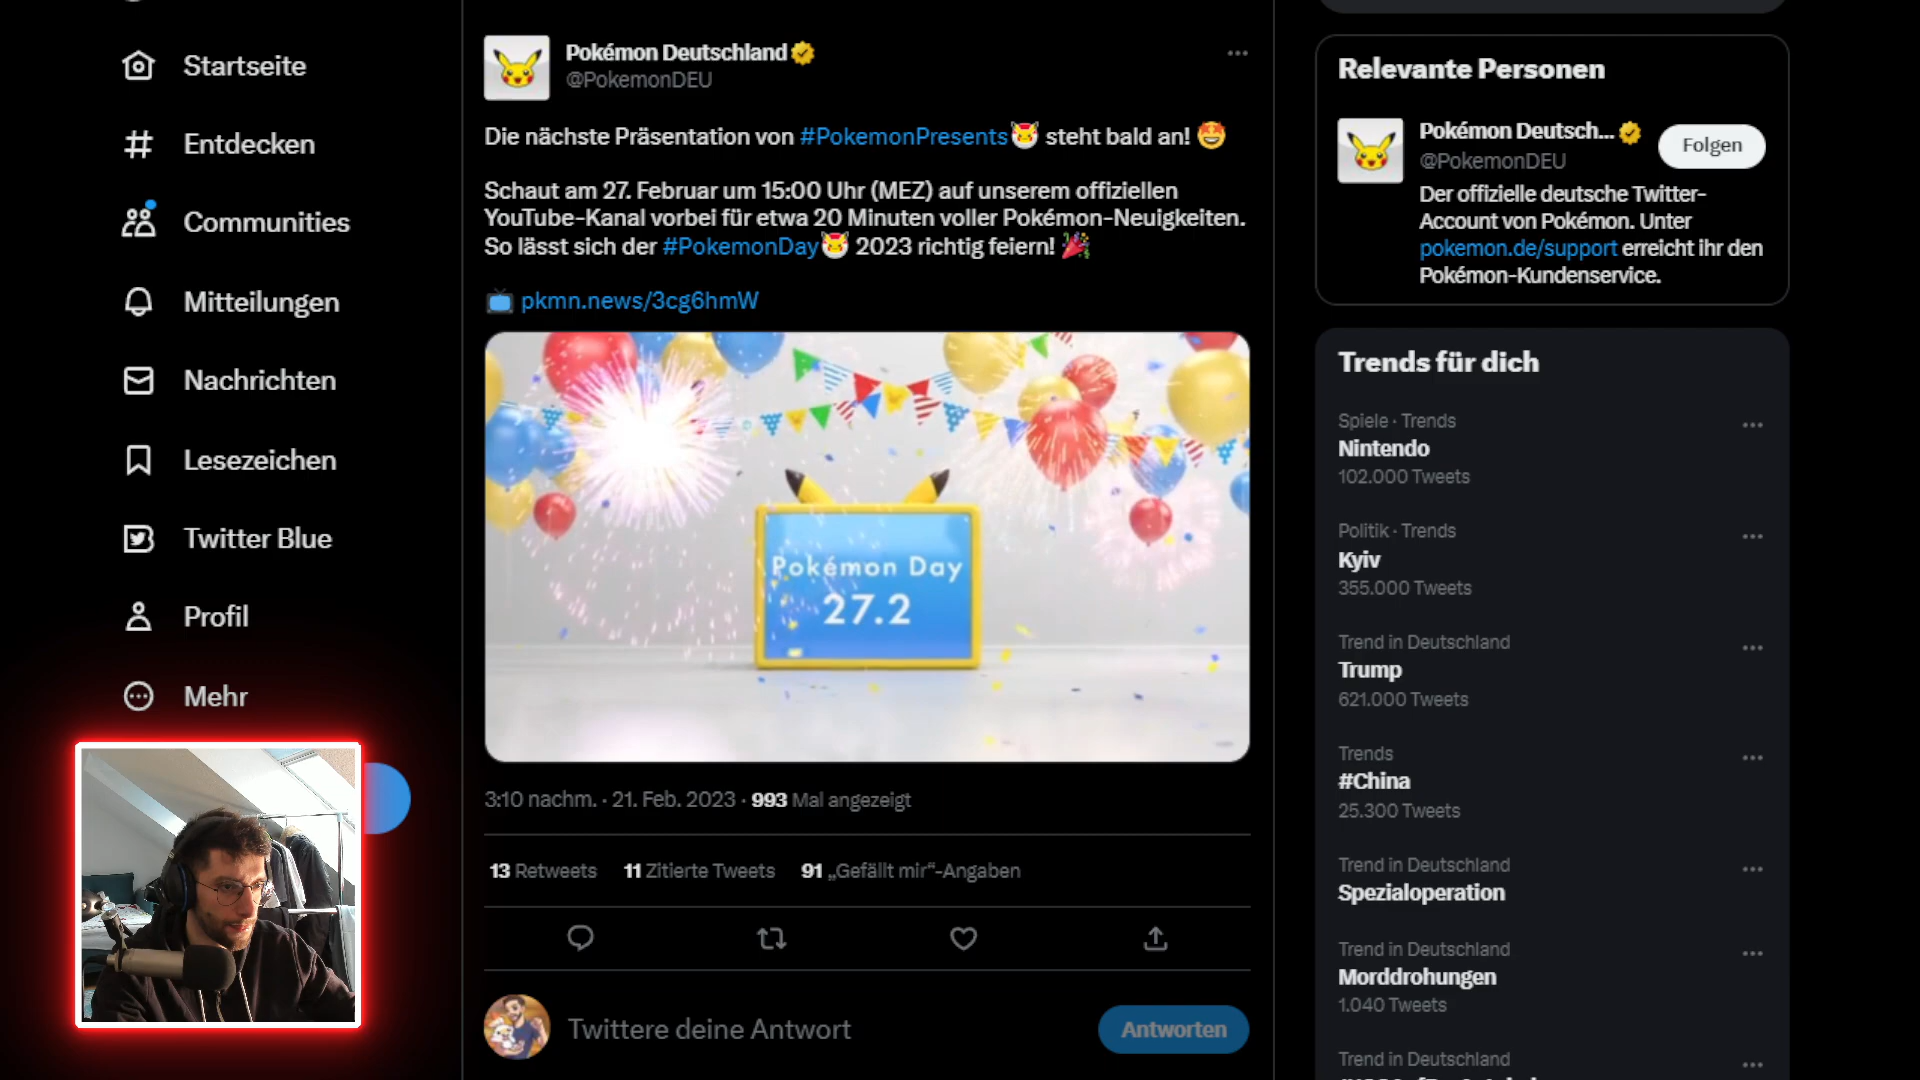 Startseite
Entdecken
Communities
Mitteilungen
Nachrichten
Lesezeichen
Twitter Blue
Profil
Mehr
Pokémon Deutschland
@PokemonDEU
Die nächste Präsentation von #PokemonPresents steht bald an! 🤩
Schaut am 27. Februar um 15:00 Uhr (MEZ) auf unserem offiziellen
YouTube-Kanal vorbei für etwa 20 Minuten voller Pokémon-Neuigkeiten.
So lässt sich der #PokemonDay 2023 richtig feiern! 🎉
📺 pkmn.news/3cg6hmW
Pokémon Day
27.2
3:10 nachm. · 21. Feb. 2023 · 993 Mal angezeigt
13 Retweets 11 Zitierte Tweets 91 „Gefällt mir“-Angaben
Twittere deine Antwort
Antworten
Relevante Personen
Pokémon Deutsch...
@PokemonDEU
Folgen
Der offizielle deutsche Twitter-
Account von Pokémon. Unter
pokemon.de/support erreicht ihr den
Pokémon-Kundenservice.
Trends für dich
Spiele · Trends
Nintendo
102.000 Tweets
Politik · Trends
Kyiv
355.000 Tweets
Trend in Deutschland
Trump
621.000 Tweets
Trends
#China
25.300 Tweets
Trend in Deutschland
Spezialoperation
Trend in Deutschland
Morddrohungen
1.040 Tweets
Trend in Deutschland